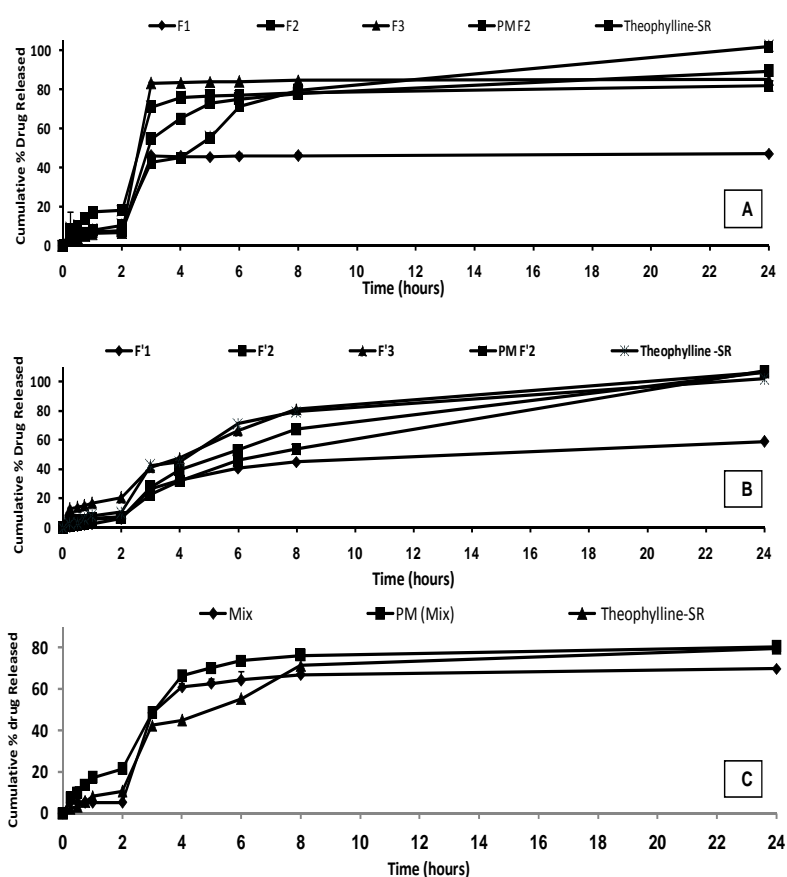 F1 F2 F3 PM F2 Theophylline-SR
Cumulative % Drug Released
100
80
60
40
20
0
A
0 2 4 6 8 10 12 14 16 18 20 22 24
Time (hours)
F'1 F'2 F'3 PM F'2 Theophylline -SR
Cumulative % Drug Released
100
80
60
40
20
0
B
0 2 4 6 8 10 12 14 16 18 20 22 24
Time (hours)
Mix PM (Mix) Theophylline-SR
Cumulative % drug Released
80
60
40
20
0
C
0 2 4 6 8 10 12 14 16 18 20 22 24
Time (hours)